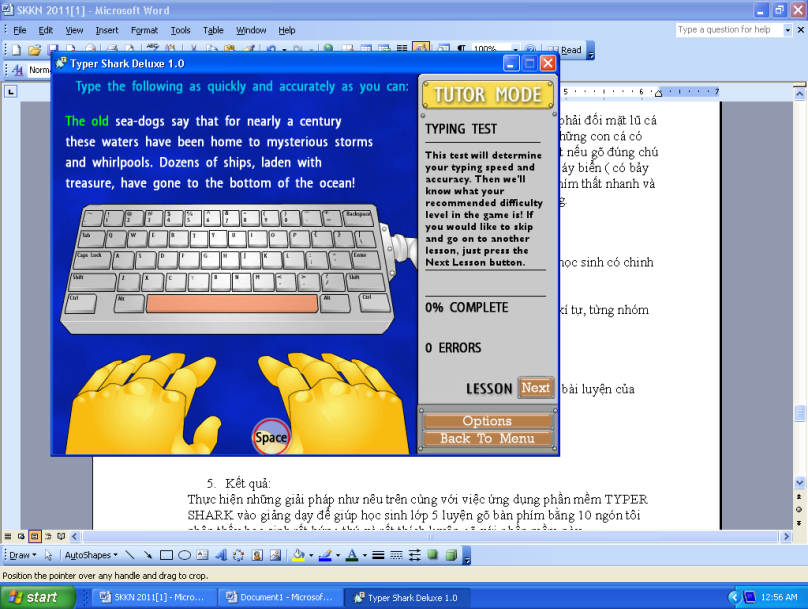 SKKN 2011[1] - Microsoft Word
File Edit View Insert Format Tools Table Window Help
Type a question for help
100%
Read
Typer Shark Deluxe 1.0
Type the following as quickly and accurately as you can:
The old sea-dogs say that for nearly a century
these waters have been home to mysterious storms
and whirlpools. Dozens of ships, laden with
treasure, have gone to the bottom of the ocean!
Backspace
Tab Q W E R T Y U I O P
Caps Lock A S D F G H J K L Enter
Shift Z X C V B N M Shift
Ctrl Alt Alt Ctrl
Space
TUTOR MODE
TYPING TEST
This test will determine
your typing speed and
accuracy. Then we'll
know what your
recommended difficulty
level in the game is! If
you would like to skip
and go on to another
lesson, just press the
Next Lesson button.
0% COMPLETE
0 ERRORS
LESSON Next
Options
Back To Menu
5 6 7
phải đối mặt lũ cá
những con cá có
nếu gõ đúng chú
đáy biển ( có bảy
phím thất nhanh và
học sinh có chinh
kí tự, từng nhóm
bài luyện của
5. Kết quả:
Thực hiện những giải pháp như nêu trên cùng với việc ứng dụng phần mềm TYPER
SHARK vào giảng dạy để giúp học sinh lớp 5 luyện gõ bàn phím bằng 10 ngón tôi
Draw AutoShapes
Position the pointer over any handle and drag to crop.
start SKKN 2011[1] - Micro... Document1 - Microsof... Typer Shark Deluxe 1.0 12:56 AM